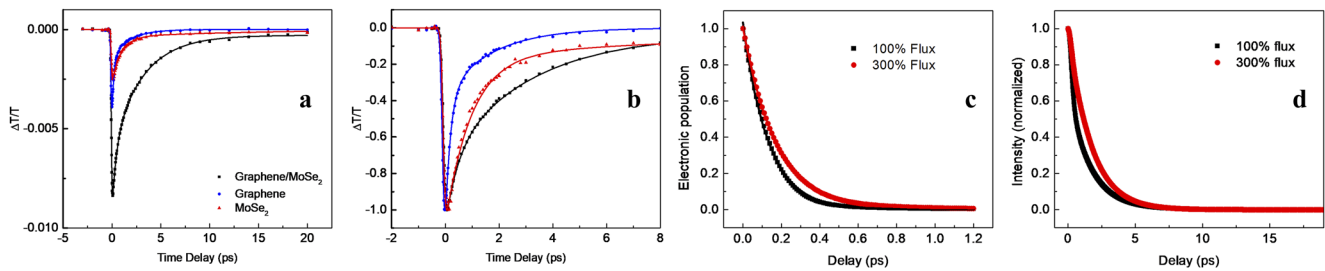 0.000
-0.005
-0.010
ΔT/T
a
Graphene/MoSe2
Graphene
MoSe2
-5 0 5 10 15 20
Time Delay (ps)
0.0
-0.2
-0.4
-0.6
-0.8
-1.0
ΔT/T
b
-2 0 2 4 6 8
Time Delay (ps)
1.0
0.8
0.6
0.4
0.2
0.0
Electronic population
100% Flux
300% Flux
c
0.0 0.2 0.4 0.6 0.8 1.0 1.2
Delay (ps)
1.0
0.8
0.6
0.4
0.2
0.0
Intensity (normalized)
100% flux
300% flux
d
0 5 10 15
Delay (ps)